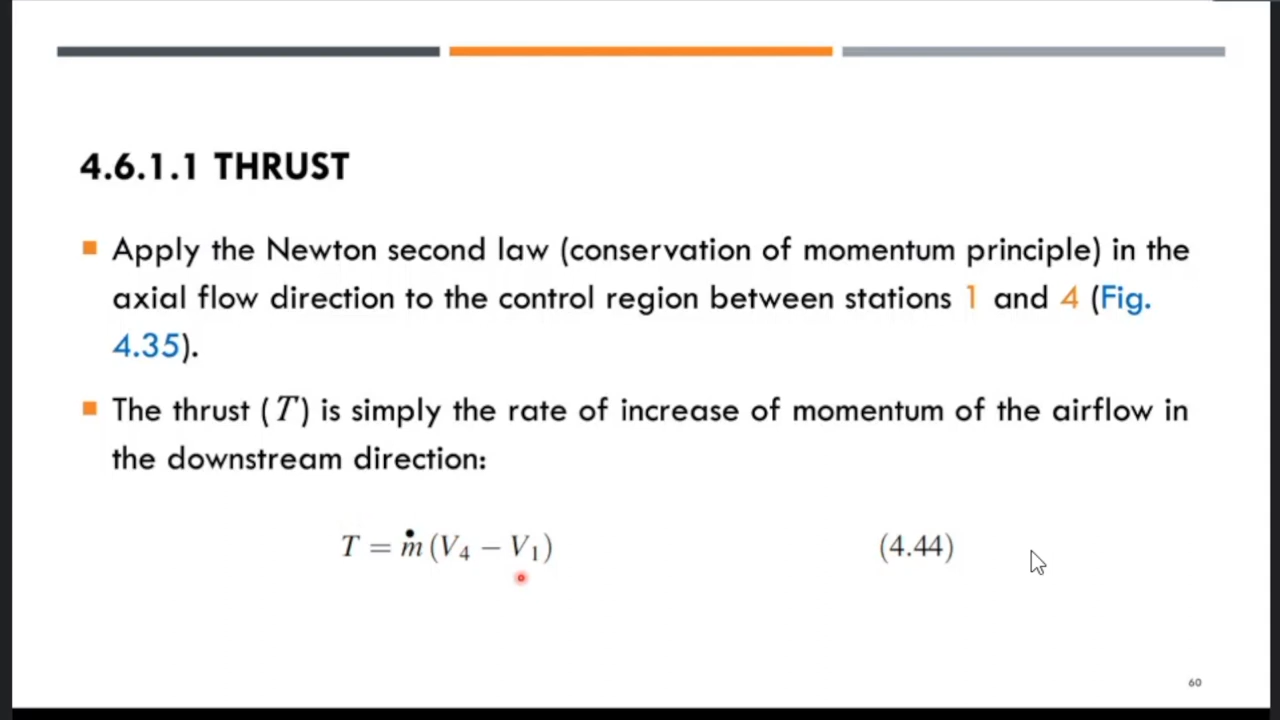 4.6.1.1 THRUST
Apply the Newton second law (conservation of momentum principle) in the
axial flow direction to the control region between stations 1 and 4 (Fig.
4.35).
The thrust (T) is simply the rate of increase of momentum of the airflow in
the downstream direction:
T = ṁ (V₄ − V₁) (4.44)
60